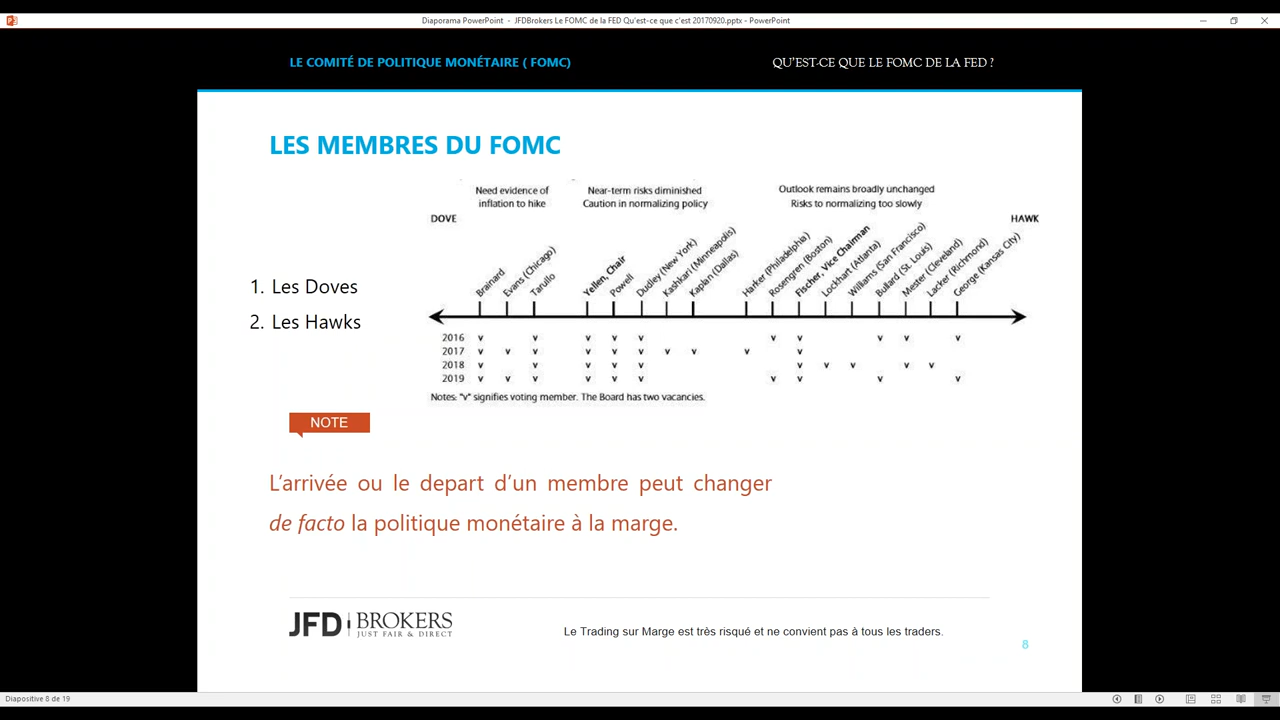 Diaporama PowerPoint - JFDBrokers Le FOMC de la FED Qu'est-ce que c'est 20170920.pptx - PowerPoint
LE COMITÉ DE POLITIQUE MONÉTAIRE ( FOMC)
QU'EST-CE QUE LE FOMC DE LA FED ?
LES MEMBRES DU FOMC
Need evidence of
inflation to hike
Near-term risks diminished
Caution in normalizing policy
Outlook remains broadly unchanged
Risks to normalizing too slowly
DOVE
HAWK
Brainard
Evans (Chicago)
Tarullo
Yellen, Chair
Powell
Dudley (New York)
Kashkari (Minneapolis)
Kaplan (Dallas)
Harker (Philadelphia)
Rosengren (Boston)
Fischer, Vice Chairman
Lockhart (Atlanta)
Williams (San Francisco)
Bullard (St. Louis)
Mester (Cleveland)
Lacker (Richmond)
George (Kansas City)
1. Les Doves
2. Les Hawks
2016 v v v v v v v v v v
2017 v v v v v v v v v v
2018 v v v v v v v v v v
2019 v v v v v v v v v v
Notes: "v" signifies voting member. The Board has two vacancies.
NOTE
L'arrivée ou le depart d'un membre peut changer
de facto la politique monétaire à la marge.
JFD BROKERS
JUST FAIR & DIRECT
Le Trading sur Marge est très risqué et ne convient pas à tous les traders.
8
Diapositive 8 de 19